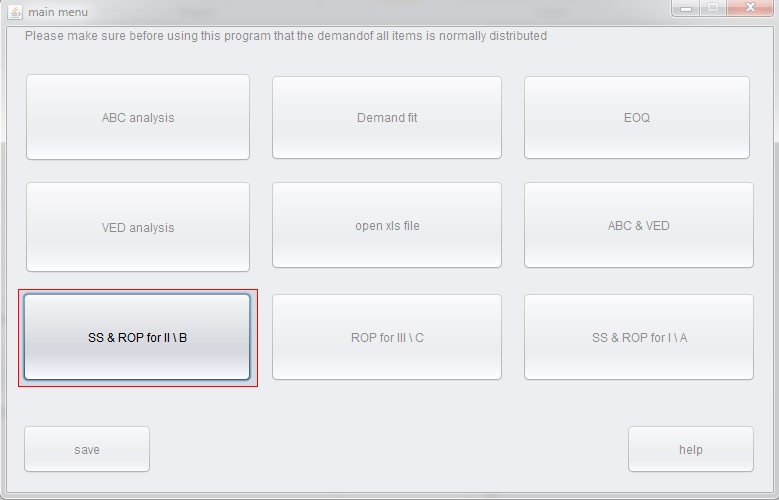 main menu
Please make sure before using this program that the demandof all items is normally distributed
ABC analysis
Demand fit
EOQ
VED analysis
open xls file
ABC & VED
SS & ROP for II \ B
ROP for III \ C
SS & ROP for I \ A
save
help